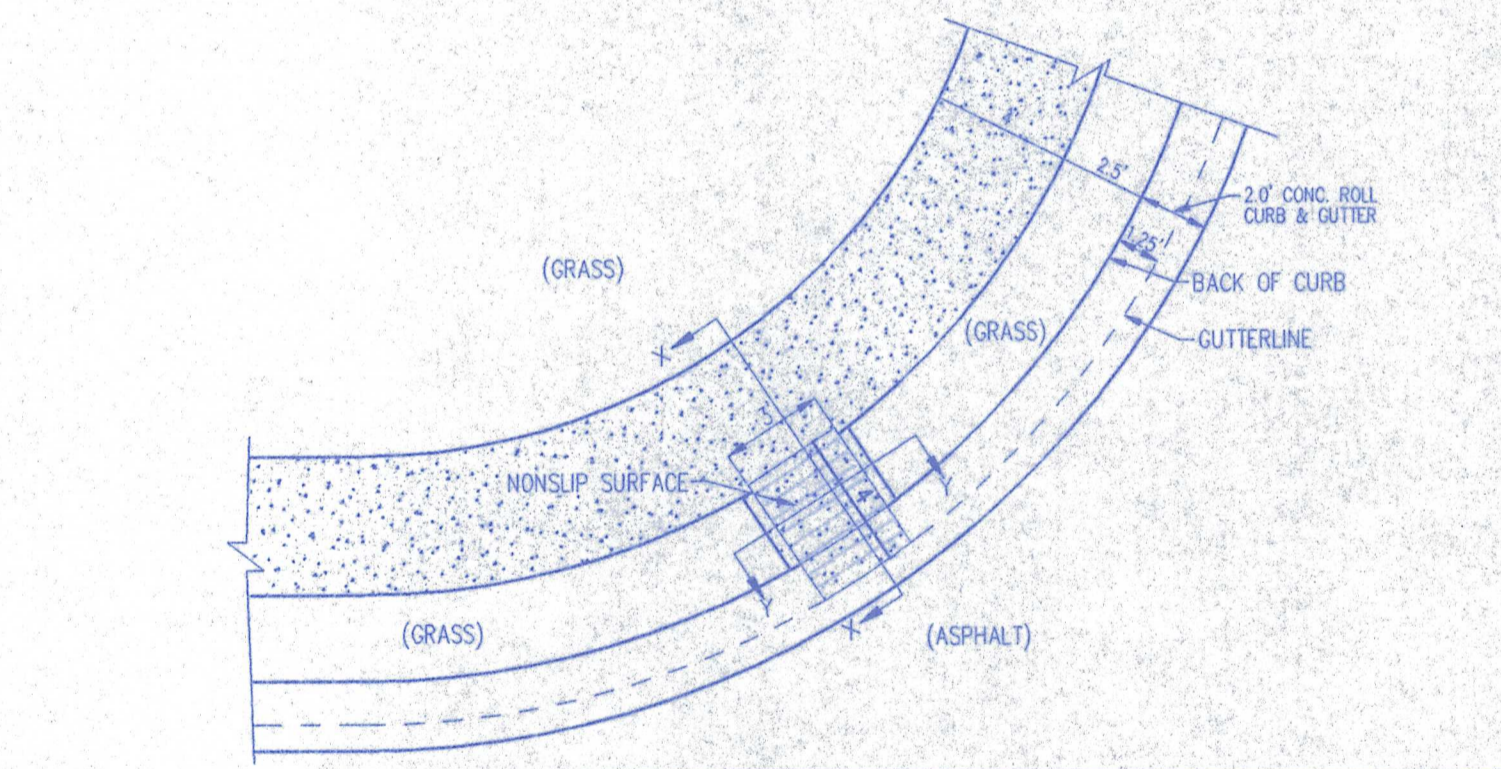 2.5'
2.0' CONC. ROLL
CURB & GUTTER
1.25'
(GRASS)
BACK OF CURB
(GRASS)
GUTTERLINE
X
3'
NONSLIP SURFACE
4'
Y
Y
X
(GRASS)
(ASPHALT)